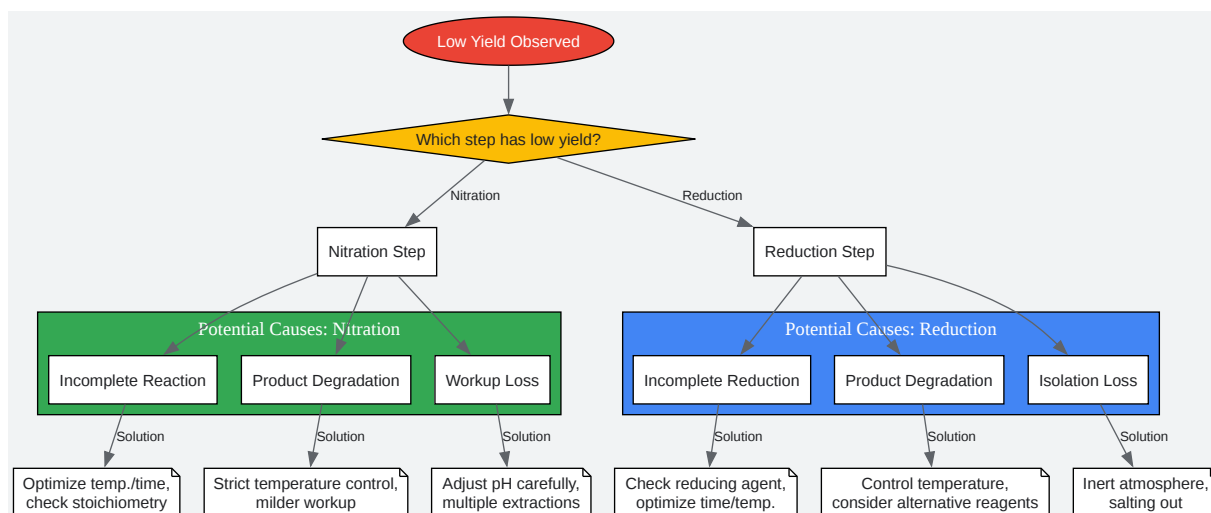 Low Yield Observed
Which step has low yield?
Nitration
Reduction
Nitration Step
Reduction Step
Potential Causes: Nitration
Potential Causes: Reduction
Incomplete Reaction
Product Degradation
Workup Loss
Incomplete Reduction
Product Degradation
Isolation Loss
Solution
Solution
Solution
Solution
Solution
Solution
Optimize temp./time,
check stoichiometry
Strict temperature control,
milder workup
Adjust pH carefully,
multiple extractions
Check reducing agent,
optimize time/temp.
Control temperature,
consider alternative reagents
Inert atmosphere,
salting out